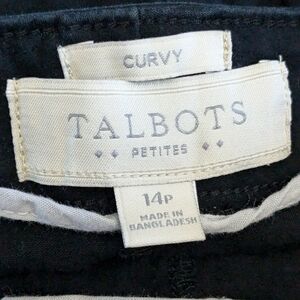 CURVY
TALBOTS
PETITES
14P
MADE IN
BANGLADESH